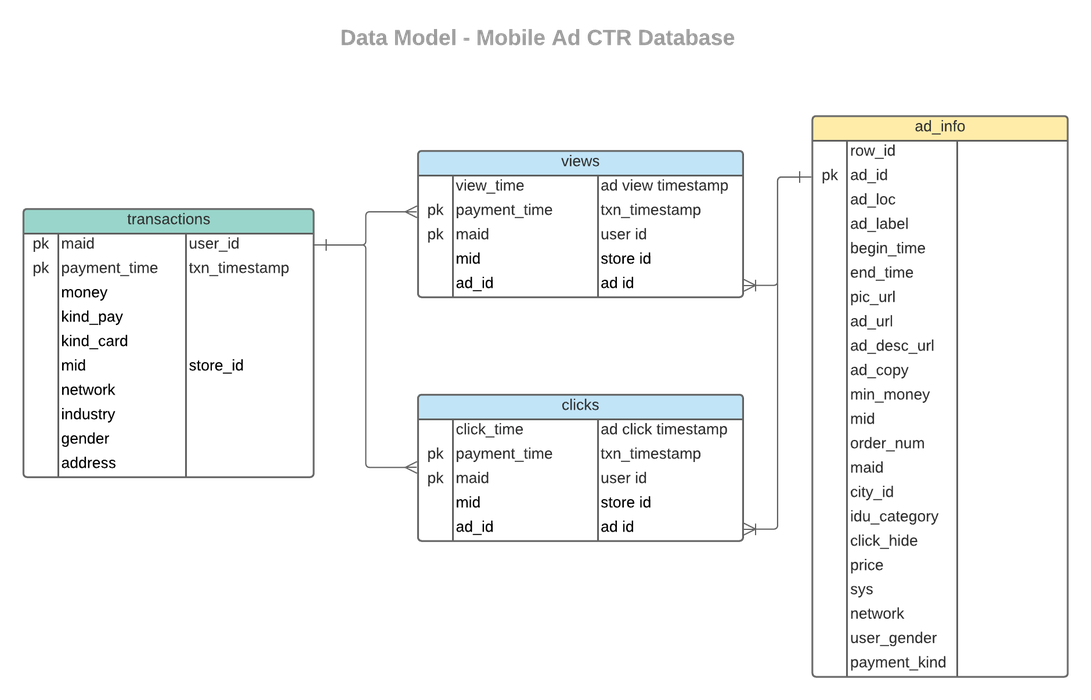 Data Model - Mobile Ad CTR Database
transactions
pk maid user_id
pk payment_time txn_timestamp
money
kind_pay
kind_card
mid store_id
network
industry
gender
address
views
view_time ad view timestamp
pk payment_time txn_timestamp
pk maid user id
mid store id
ad_id ad id
clicks
click_time ad click timestamp
pk payment_time txn_timestamp
pk maid user id
mid store id
ad_id ad id
ad_info
row_id
pk ad_id
ad_loc
ad_label
begin_time
end_time
pic_url
ad_url
ad_desc_url
ad_copy
min_money
mid
order_num
maid
city_id
idu_category
click_hide
price
sys
network
user_gender
payment_kind